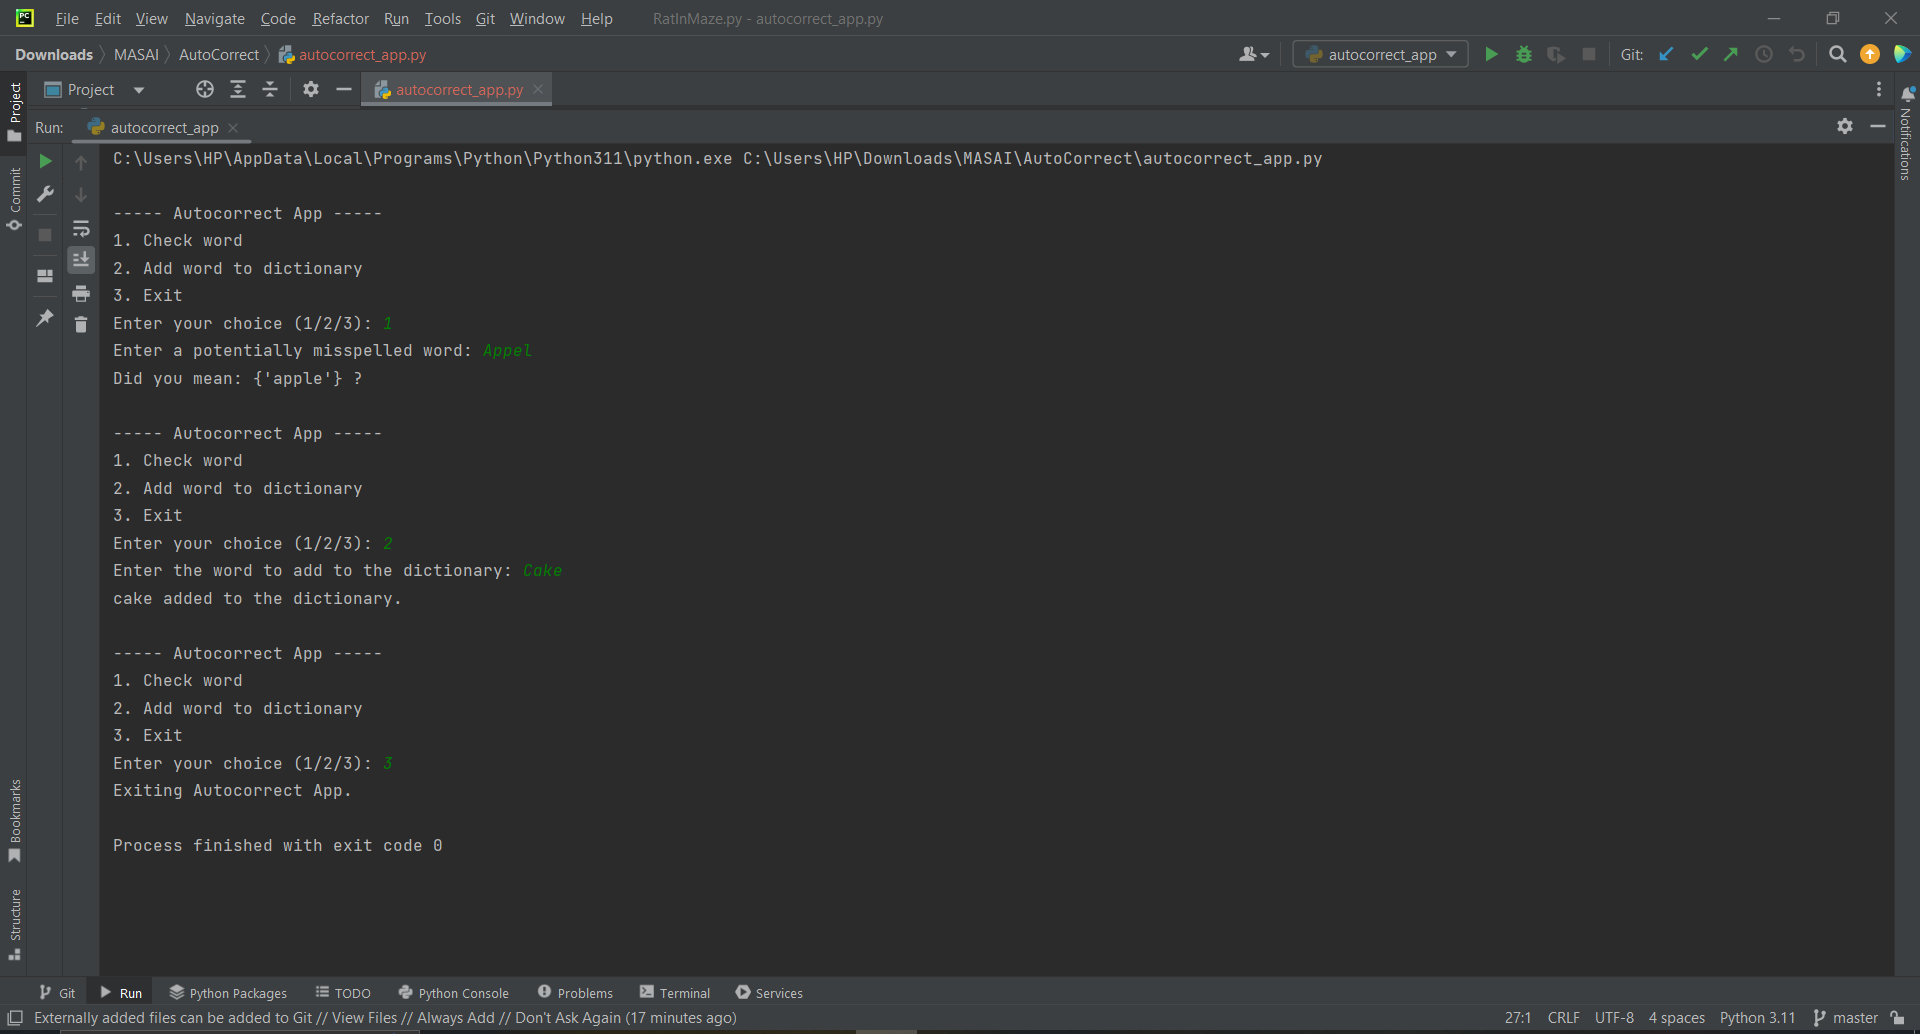 PC File Edit View Navigate Code Refactor Run Tools Git Window Help RatInMaze.py - autocorrect_app.py
Downloads MASAI AutoCorrect autocorrect_app.py autocorrect_app Git:
Project autocorrect_app.py
Run: autocorrect_app
Project
Commit
Bookmarks
Structure
Notifications
C:\Users\HP\AppData\Local\Programs\Python\Python311\python.exe C:\Users\HP\Downloads\MASAI\AutoCorrect\autocorrect_app.py
----- Autocorrect App -----
1. Check word
2. Add word to dictionary
3. Exit
Enter your choice (1/2/3): 1
Enter a potentially misspelled word: Appel
Did you mean: {'apple'} ?
----- Autocorrect App -----
1. Check word
2. Add word to dictionary
3. Exit
Enter your choice (1/2/3): 2
Enter the word to add to the dictionary: Cake
cake added to the dictionary.
----- Autocorrect App -----
1. Check word
2. Add word to dictionary
3. Exit
Enter your choice (1/2/3): 3
Exiting Autocorrect App.
Process finished with exit code 0
Git Run Python Packages TODO Python Console Problems Terminal Services
Externally added files can be added to Git // View Files // Always Add // Don't Ask Again (17 minutes ago) 27:1 CRLF UTF-8 4 spaces Python 3.11 master